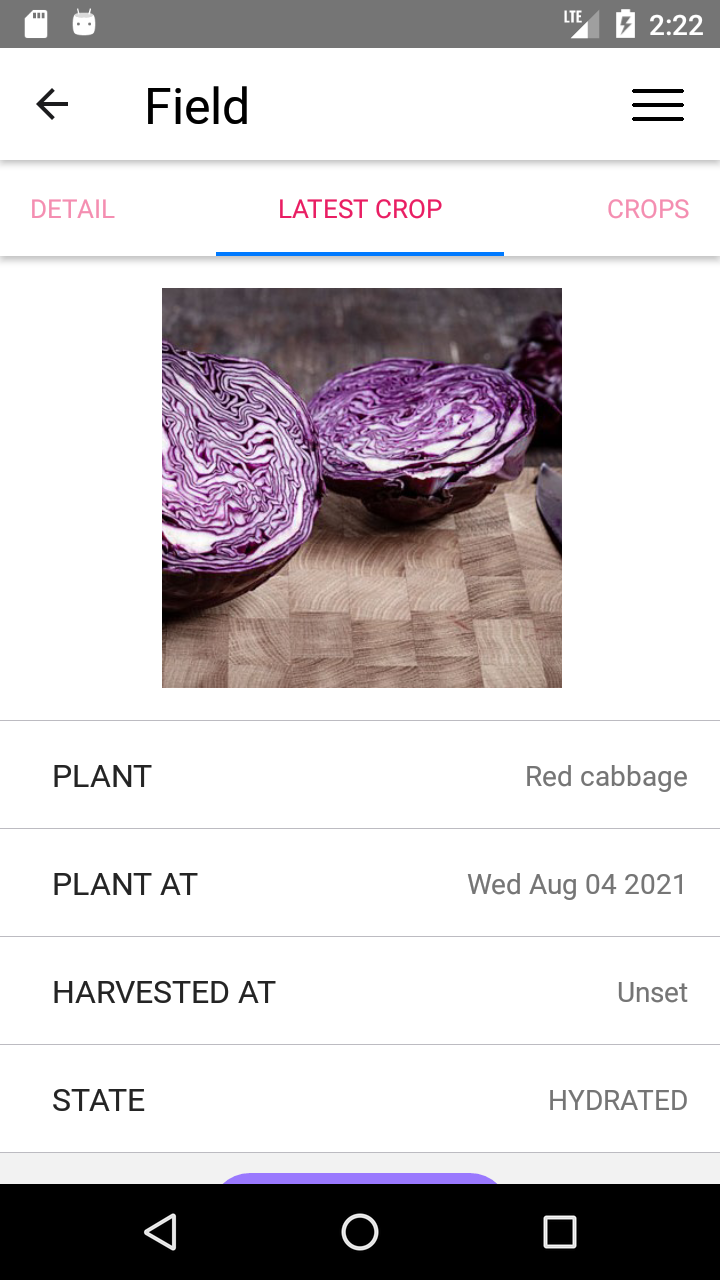 LTE 2:22
Field
DETAIL LATEST CROP CROPS
PLANT Red cabbage
PLANT AT Wed Aug 04 2021
HARVESTED AT Unset
STATE HYDRATED